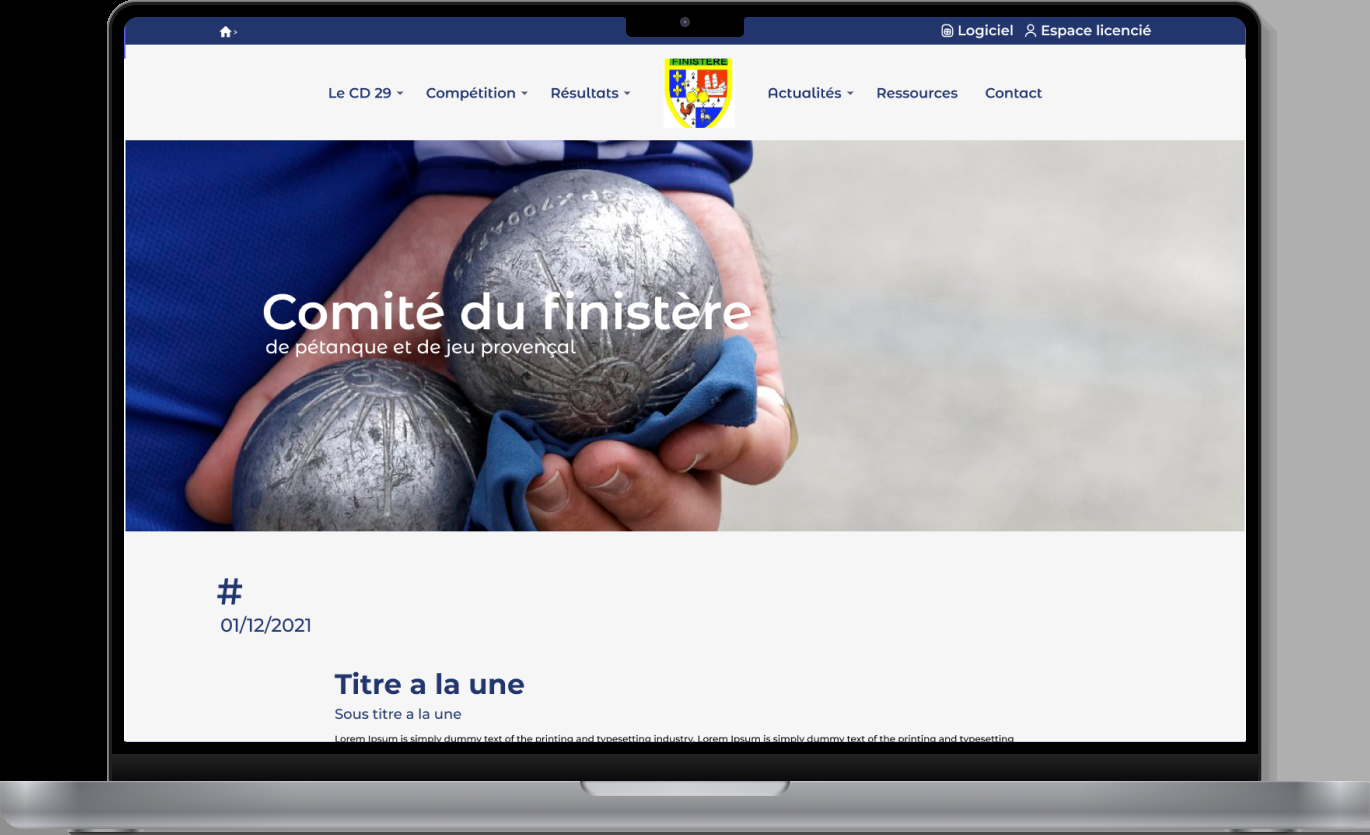 Logiciel Espace licencié
FINISTERE
Le CD 29 Compétition Résultats Actualités Ressources Contact
Comité du finistère
de pétanque et de jeu provençal
#
01/12/2021
Titre a la une
Sous titre a la une
Lorem Ipsum is simply dummy text of the printing and typesetting industry. Lorem Ipsum is simply dummy text of the printing and typesetting